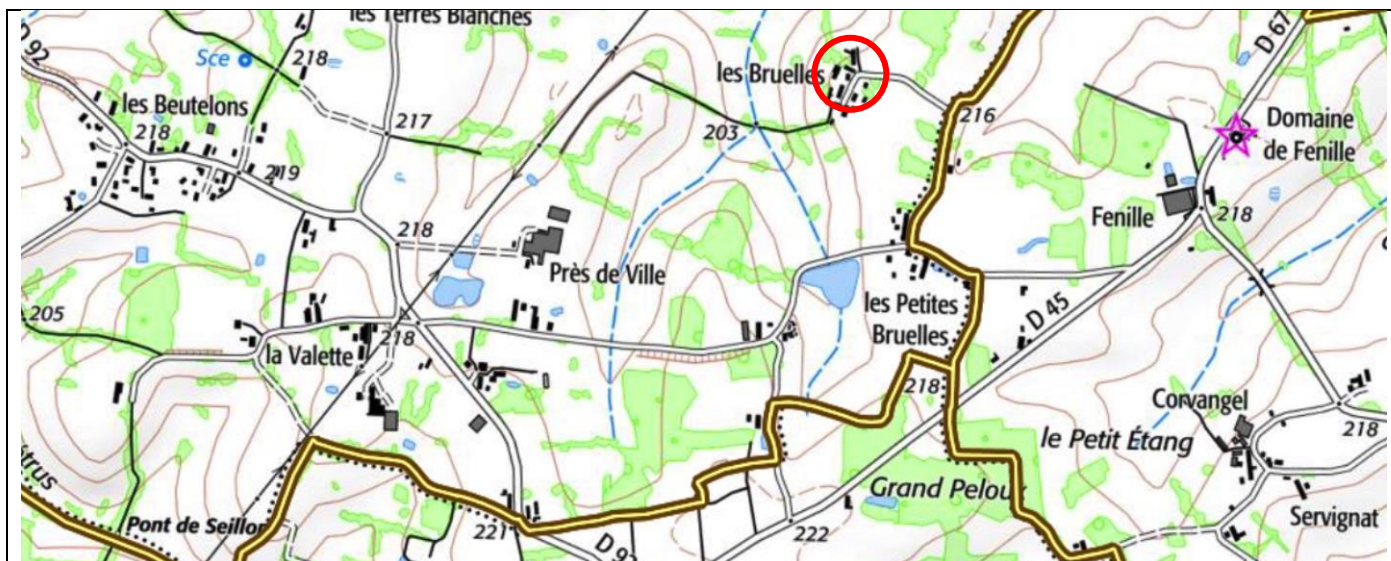 les Terres Blanches
D 92
Sce
218
les Bruelles
D 67
les Beutelons
217
216
218
203
Domaine
de Fenille
219
Fenille
218
218
Près de Ville
205
les Petites
Bruelles
D 45
la Valette
218
218
Corvangel
218
le Petit Étang
Grand Peloux
Servignat
Pont de Seillon
221
222